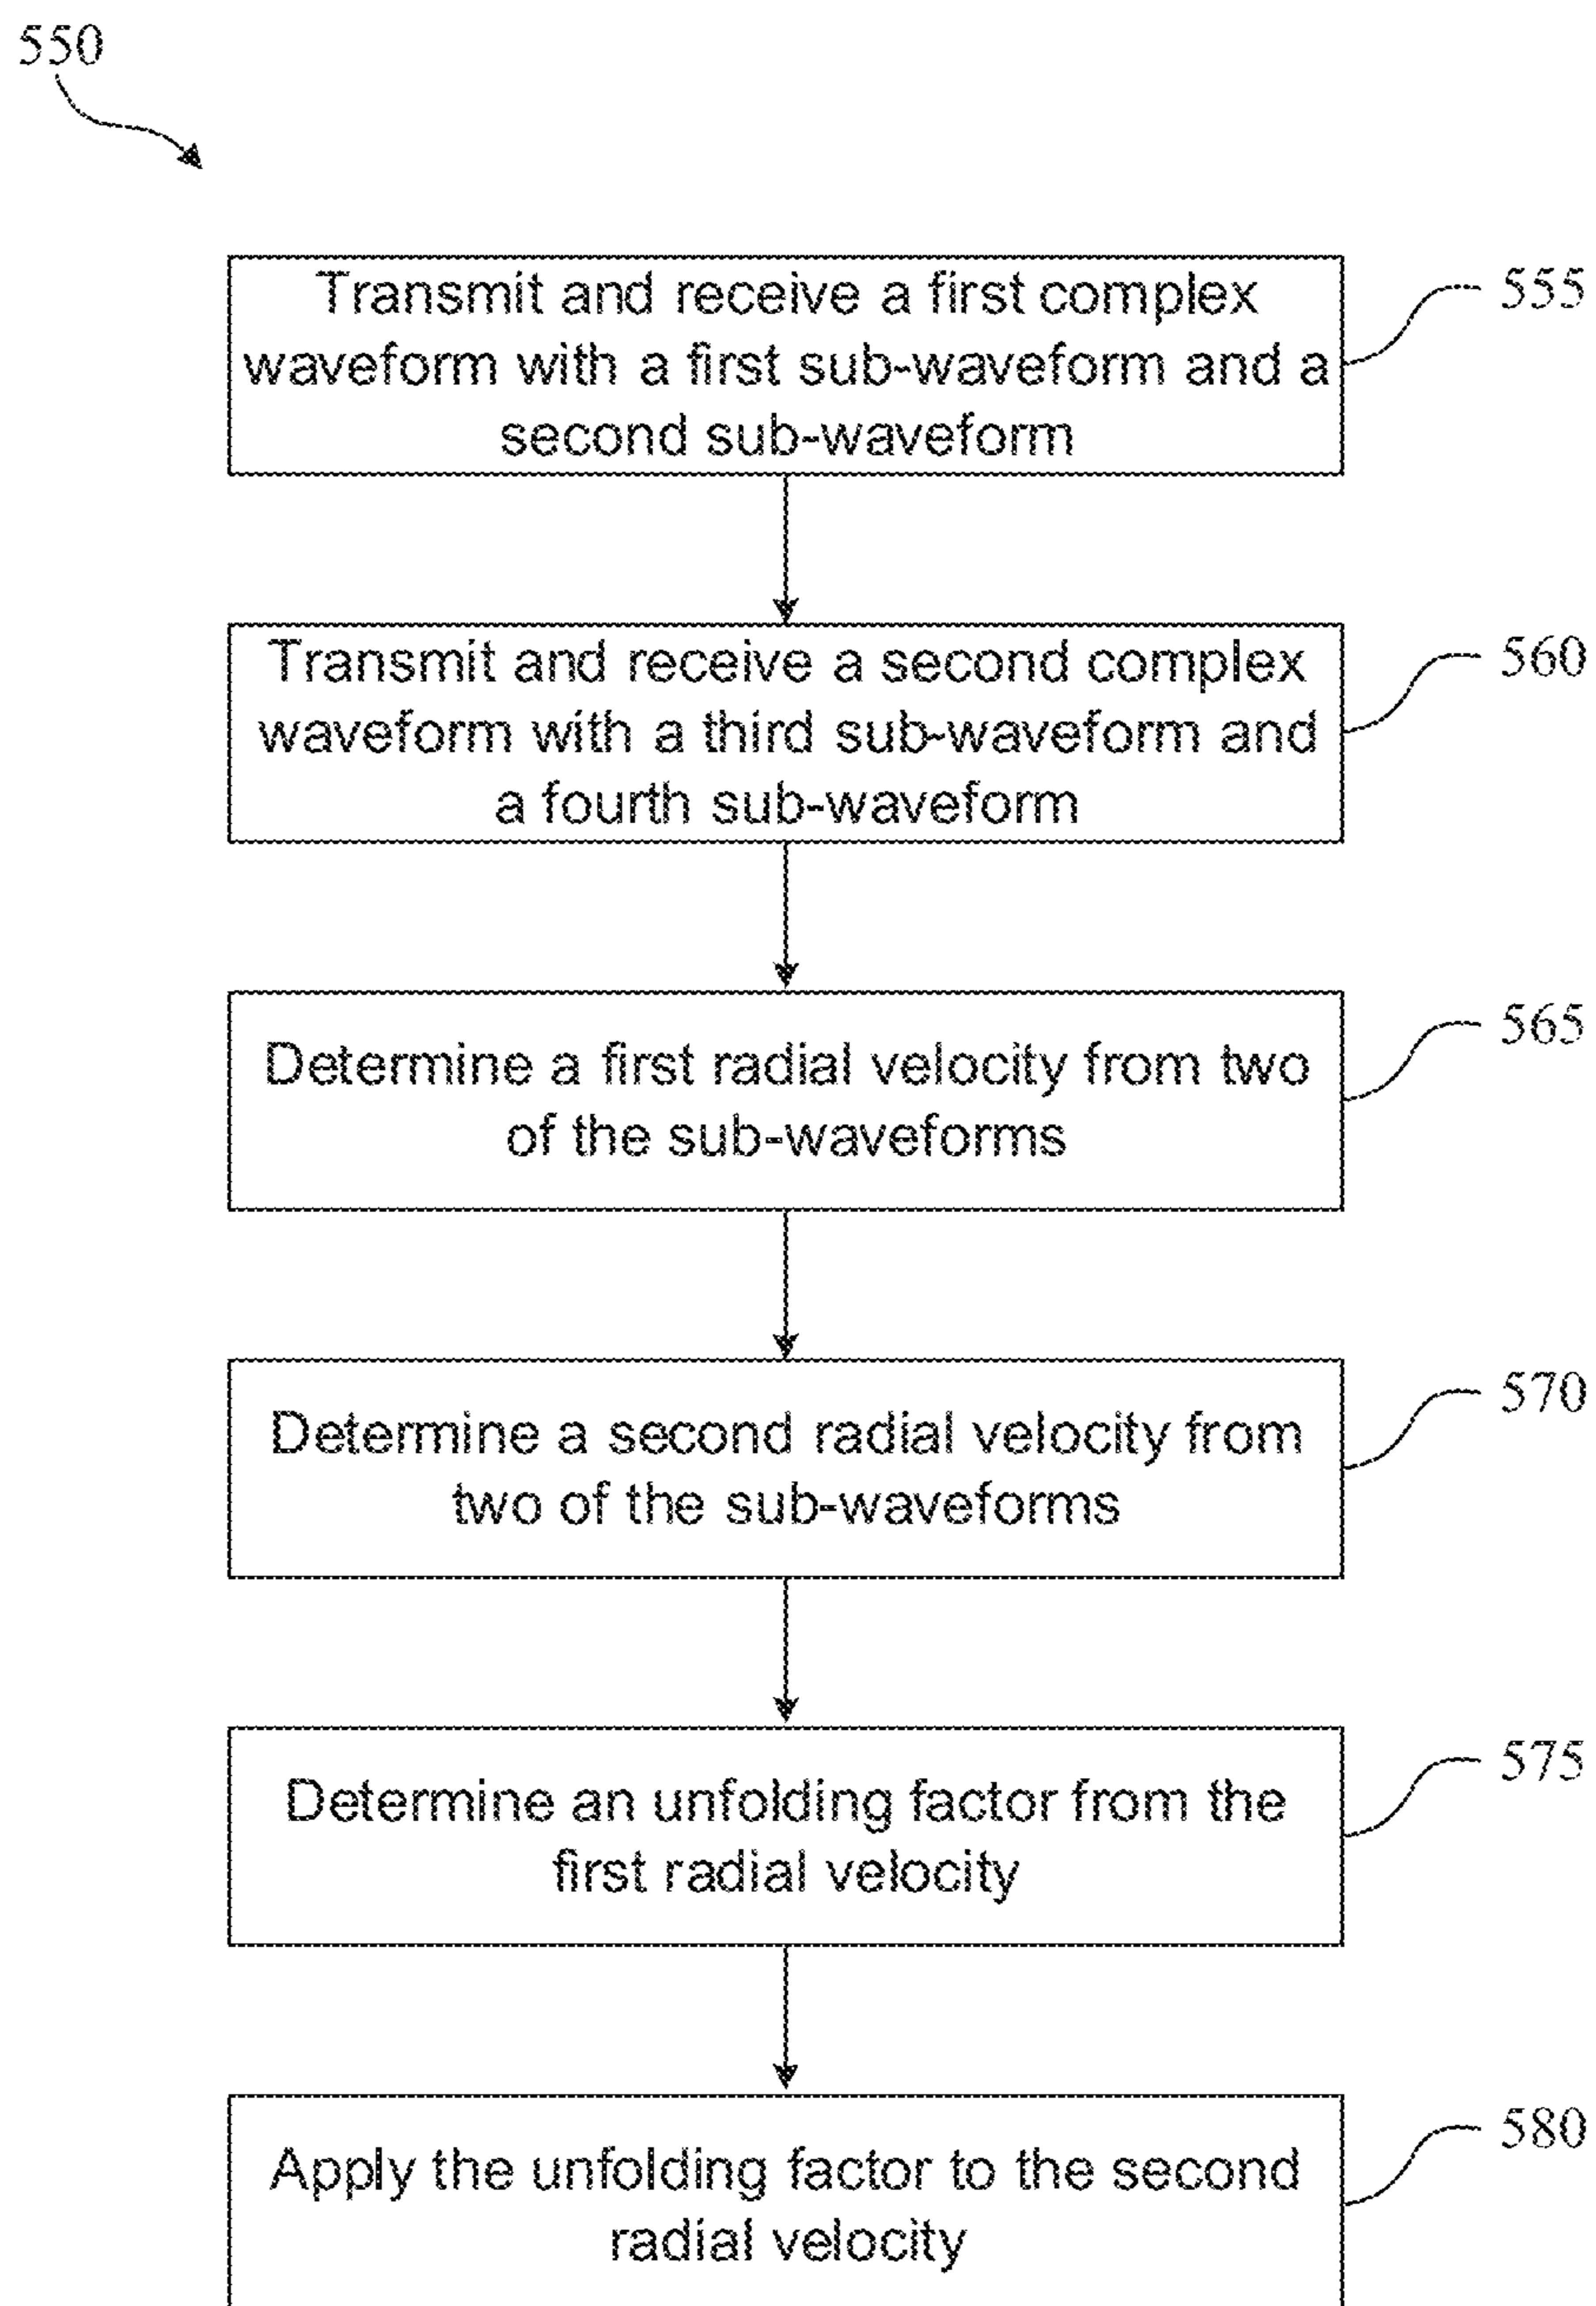 550
Transmit and receive a first complex
waveform with a first sub-waveform and a
second sub-waveform
555
Transmit and receive a second complex
waveform with a third sub-waveform and
a fourth sub-waveform
560
Determine a first radial velocity from two
of the sub-waveforms
565
Determine a second radial velocity from
two of the sub-waveforms
570
Determine an unfolding factor from the
first radial velocity
575
Apply the unfolding factor to the second
radial velocity
580